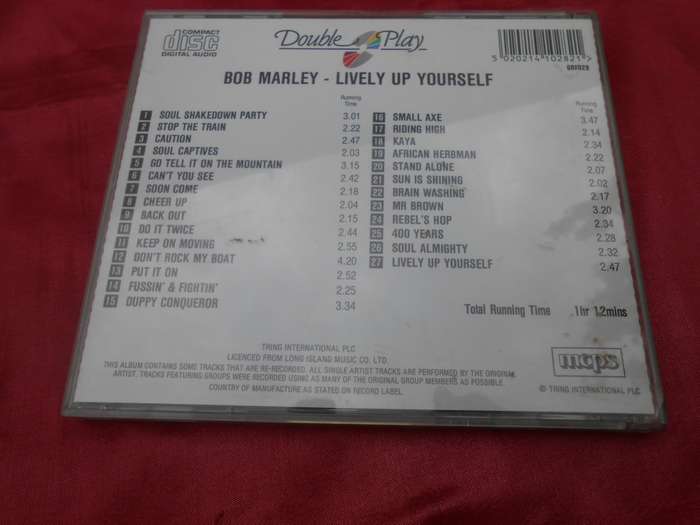 COMPACT
disc
DIGITAL AUDIO
Double Play
5 020214 102821 >
GRF029
BOB MARLEY - LIVELY UP YOURSELF
Running Time
1 SOUL SHAKEDOWN PARTY 3.01
2 STOP THE TRAIN 2.22
3 CAUTION 2.47
4 SOUL CAPTIVES 2.03
5 GO TELL IT ON THE MOUNTAIN 3.15
6 CAN'T YOU SEE 2.42
7 SOON COME 2.18
8 CHEER UP 2.04
9 BACK OUT 2.15
10 DO IT TWICE 2.44
11 KEEP ON MOVING 2.55
12 DON'T ROCK MY BOAT 4.20
13 PUT IT ON 2.52
14 FUSSIN' & FIGHTIN' 2.25
15 DUPPY CONQUEROR 3.34
Running Time
16 SMALL AXE 3.47
17 RIDING HIGH 2.14
18 KAYA 2.34
19 AFRICAN HERBMAN 2.22
20 STAND ALONE 2.07
21 SUN IS SHINING 2.02
22 BRAIN WASHING 2.17
23 MR BROWN 3.20
24 REBEL'S HOP 2.34
25 400 YEARS 2.28
26 SOUL ALMIGHTY 2.32
27 LIVELY UP YOURSELF 2.47
Total Running Time 1hr 12mins
TRING INTERNATIONAL PLC
LICENCED FROM LONG ISLAND MUSIC CO. LTD.
THIS ALBUM CONTAINS SOME TRACKS THAT ARE RE-RECORDED. ALL SINGLE ARTIST TRACKS ARE PERFORMED BY THE ORIGINAL
ARTIST. TRACKS FEATURING GROUPS WERE RECORDED USING AS MANY OF THE ORIGINAL GROUP MEMBERS AS POSSIBLE.
COUNTRY OF MANUFACTURE AS STATED ON RECORD LABEL.
mcps
© TRING INTERNATIONAL PLC